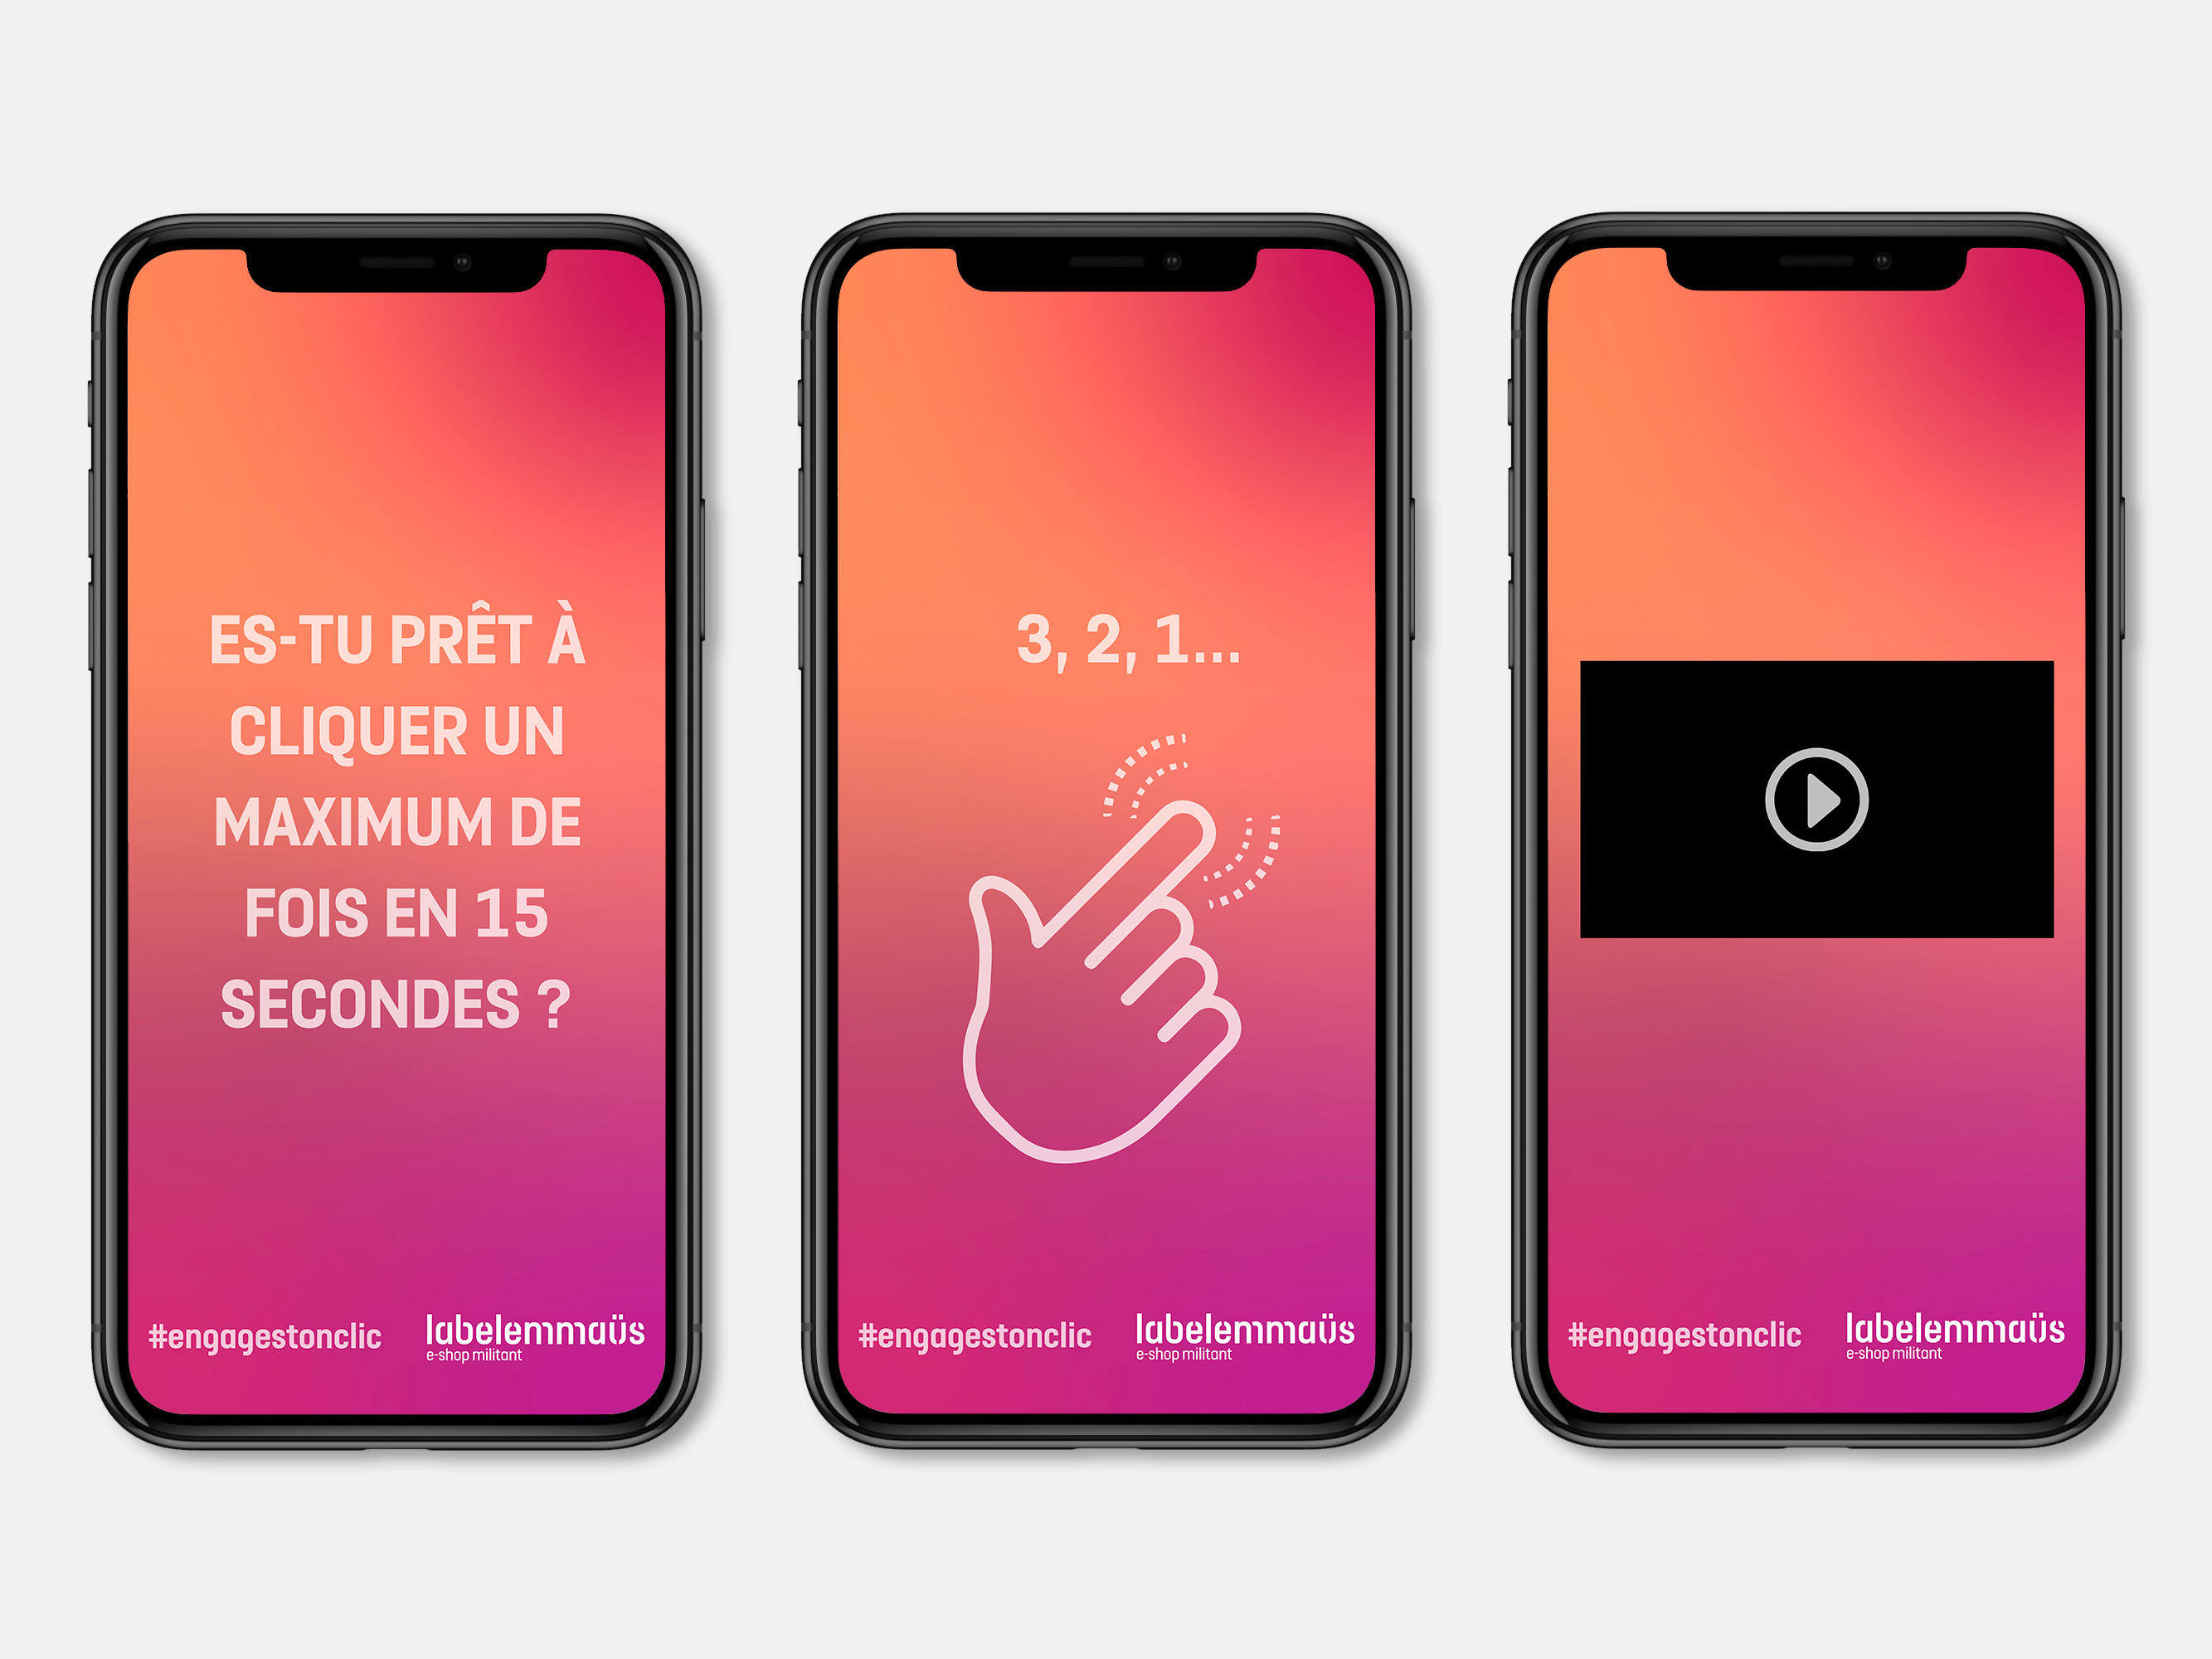 ES-TU PRÊT À
CLIQUER UN
MAXIMUM DE
FOIS EN 15
SECONDES ?
#engagestonclic
labelemmaüs
e-shop militant
3, 2, 1...
#engagestonclic
labelemmaüs
e-shop militant
#engagestonclic
labelemmaüs
e-shop militant